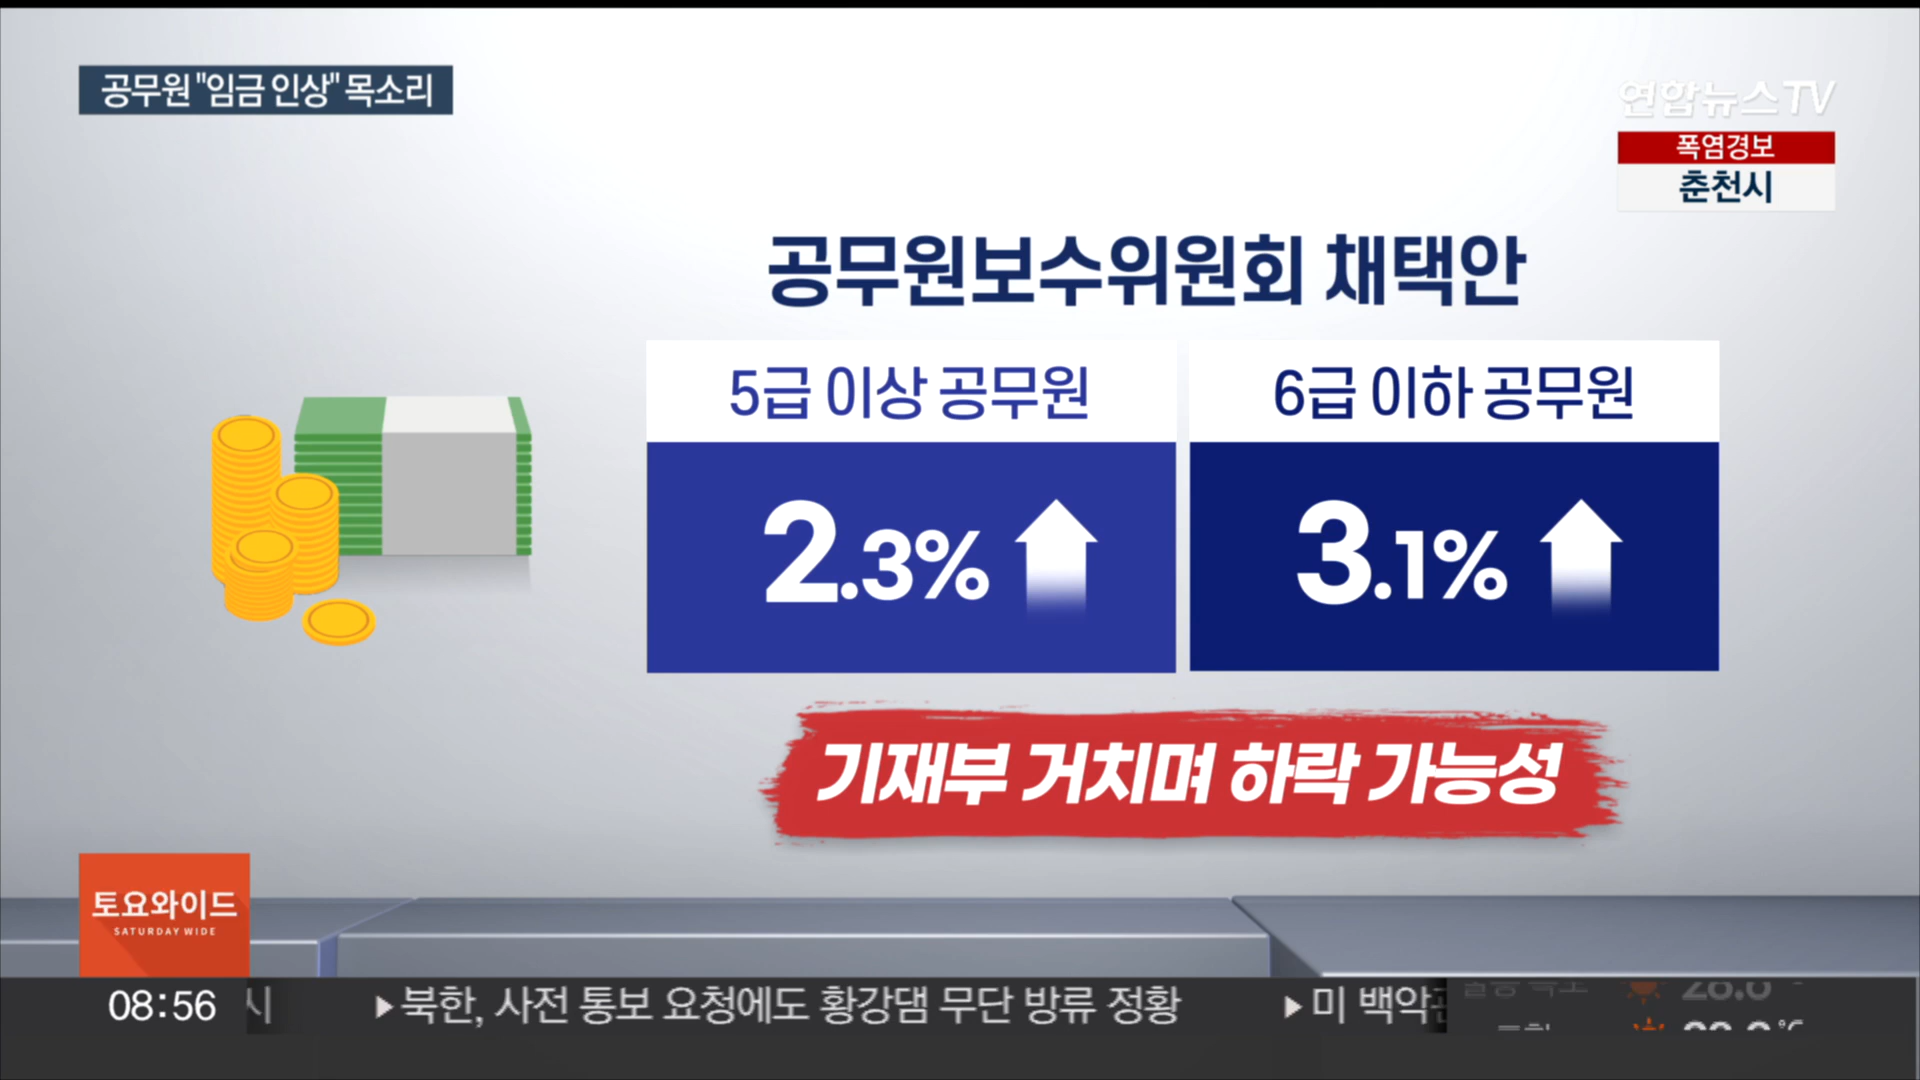 공무원 "임금 인상" 목소리
연합뉴스TV
폭염경보
춘천시
공무원보수위원회 채택안
5급 이상 공무원
6급 이하 공무원
2.3%
3.1%
기재부 거치며 하락 가능성
토요와이드
SATURDAY WIDE
08:56
시 ▶북한, 사전 통보 요청에도 황강댐 무단 방류 정황 ▶미 백악